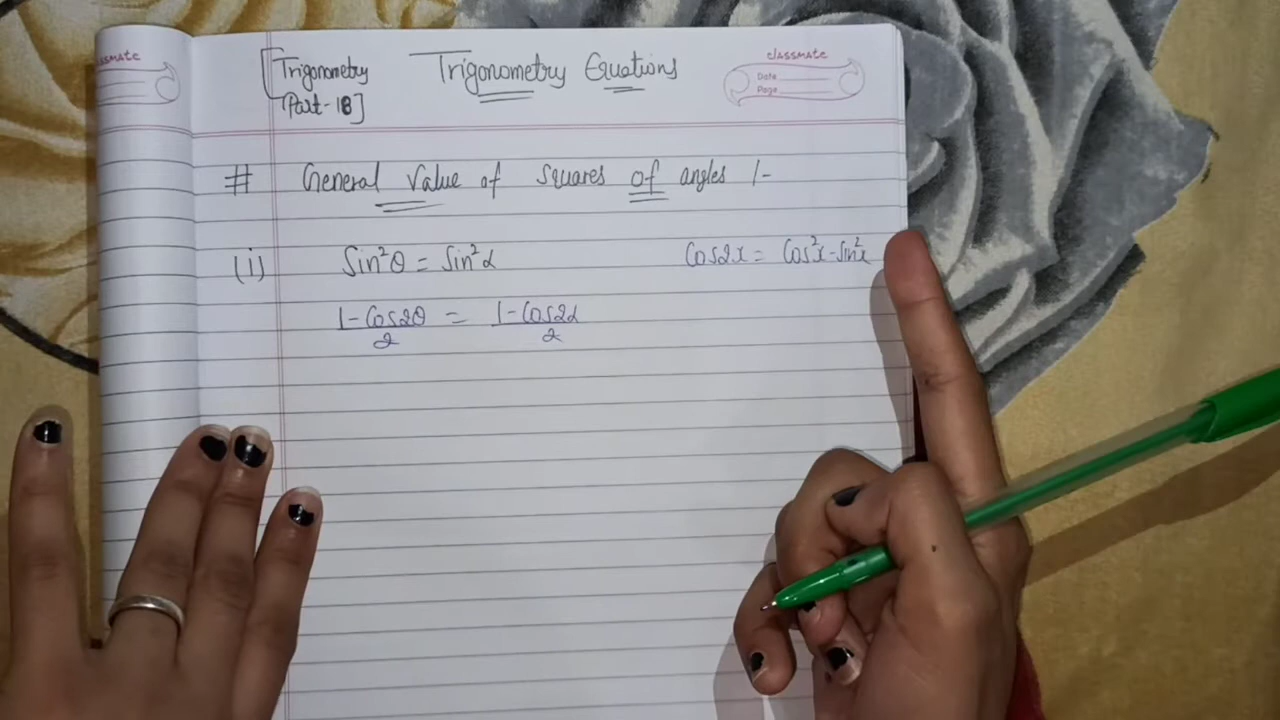 ssmate
[Trigonometry Part-18]
Trigonometry Equations
classmate
Date
Page
# General Value of Squares of angles :-
(i) Sin²θ = Sin²α
Cos2x = Cos²x-Sin²x
1-Cos2θ/2 = 1-Cos2α/2